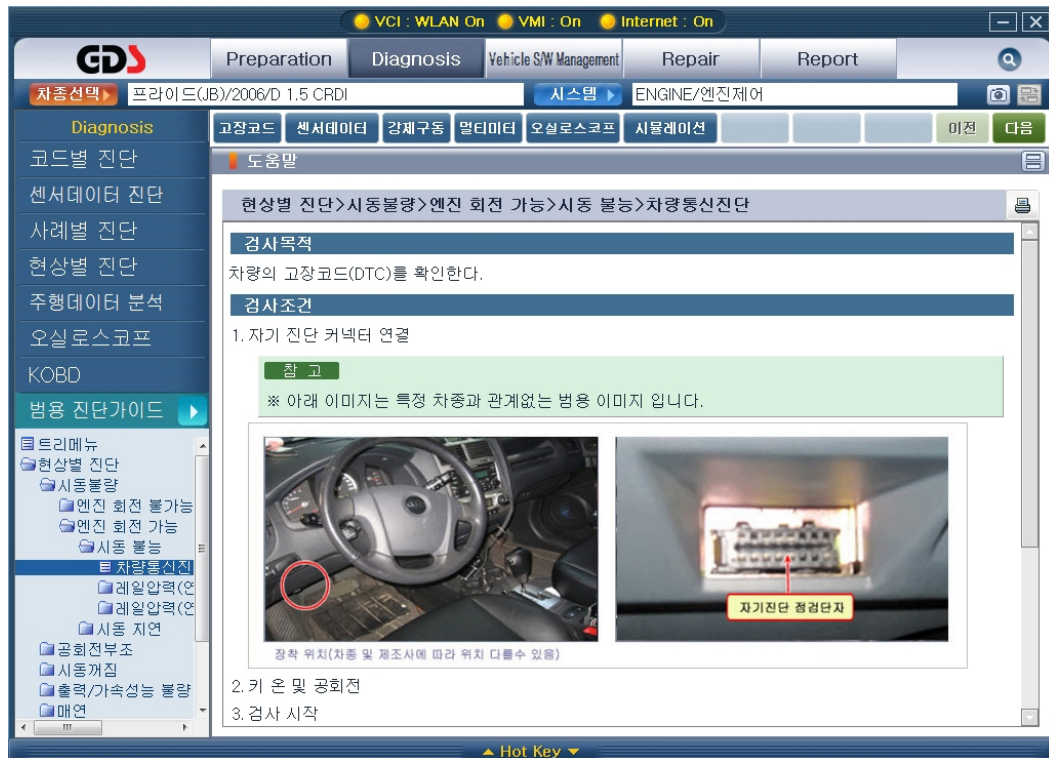 VCI : WLAN On VMI : On Internet : On
GDS
Preparation Diagnosis Vehicle S/W Management Repair Report
차종선택 프라이드(JB)/2006/D 1.5 CRDI 시스템 ENGINE/엔진제어
Diagnosis
고장코드 센서데이터 강제구동 멀티미터 오실로스코프 시뮬레이션 이전 다음
코드별 진단
센서데이터 진단
사례별 진단
현상별 진단
주행데이터 분석
오실로스코프
KOBD
범용 진단가이드
트리메뉴
현상별 진단
시동불량
엔진 회전 불가능
엔진 회전 가능
시동 불능
차량통신진
레일압력(연
레일압력(연
시동 지연
공회전부조
시동꺼짐
출력/가속성능 불량
매연
도움말
현상별 진단>시동불량>엔진 회전 가능>시동 불능>차량통신진단
검사목적
차량의 고장코드(DTC)를 확인한다.
검사조건
1. 자기 진단 커넥터 연결
참 고
※ 아래 이미지는 특정 차종과 관계없는 범용 이미지 입니다.
자기진단 점검단자
장착 위치(차종 및 제조사에 따라 위치 다를수 있음)
2. 키 온 및 공회전
3. 검사 시작
Hot Key